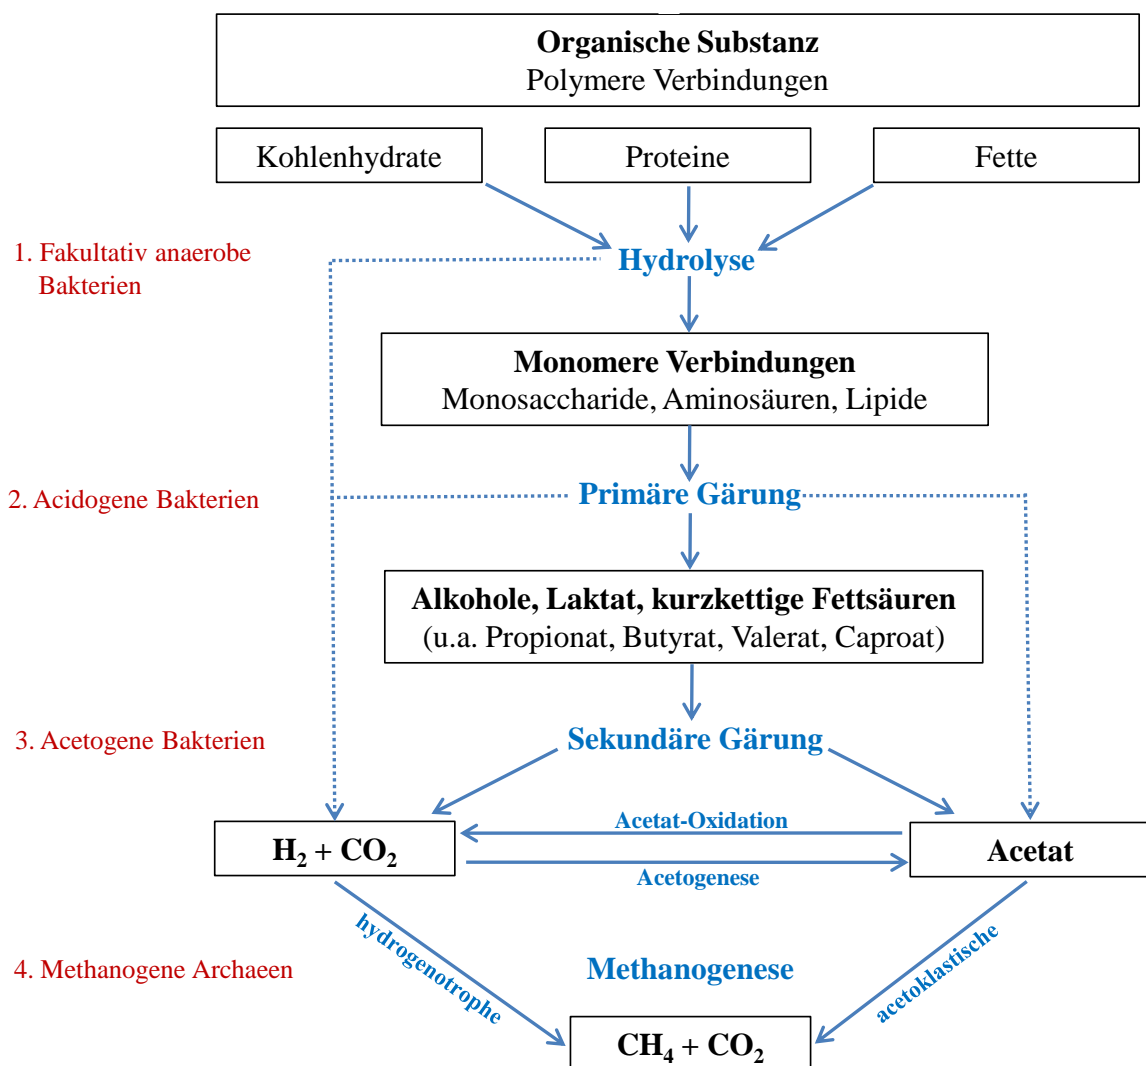 Organische Substanz
Polymere Verbindungen
Kohlenhydrate
Proteine
Fette
1. Fakultativ anaerobe
Bakterien
Hydrolyse
Monomere Verbindungen
Monosaccharide, Aminosäuren, Lipide
2. Acidogene Bakterien
Primäre Gärung
Alkohole, Laktat, kurzkettige Fettsäuren
(u.a. Propionat, Butyrat, Valerat, Caproat)
3. Acetogene Bakterien
Sekundäre Gärung
Acetat-Oxidation
H₂ + CO₂
Acetat
Acetogenese
hydrogenotrophe
acetoklastische
4. Methanogene Archaeen
Methanogenese
CH₄ + CO₂